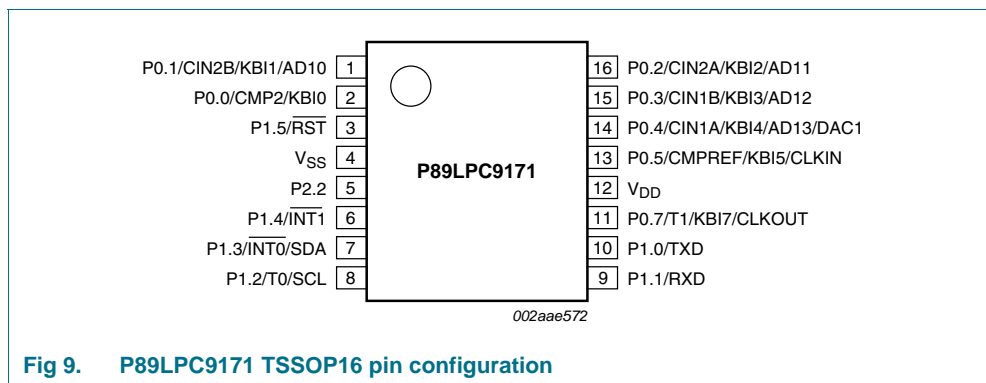 P0.1/CIN2B/KBI1/AD10 1
P0.0/CMP2/KBI0 2
P1.5/RST 3
VSS 4
P2.2 5
P1.4/INT1 6
P1.3/INT0/SDA 7
P1.2/T0/SCL 8
P89LPC9171
16 P0.2/CIN2A/KBI2/AD11
15 P0.3/CIN1B/KBI3/AD12
14 P0.4/CIN1A/KBI4/AD13/DAC1
13 P0.5/CMPREF/KBI5/CLKIN
12 VDD
11 P0.7/T1/KBI7/CLKOUT
10 P1.0/TXD
9 P1.1/RXD
002aae572
Fig 9. P89LPC9171 TSSOP16 pin configuration